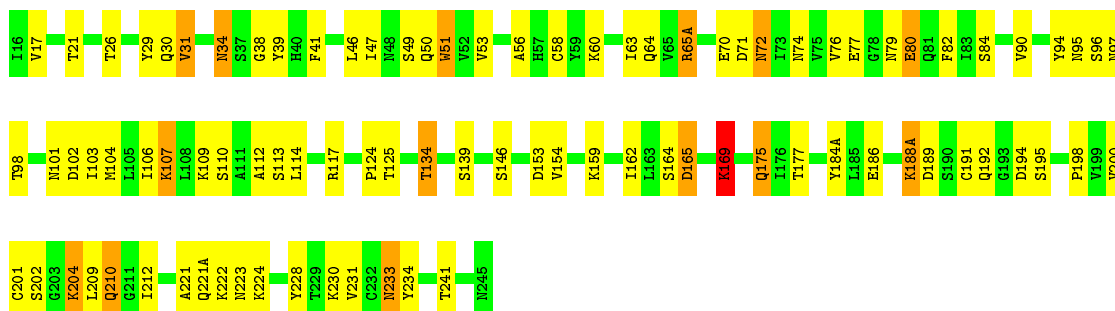 I16 V17 T21 T26 Y29 Q30 V31 N34 S37 G38 Y39 H40 F41 L46 I47 N48 S49 Q50 W51 V52 V53 A56 H57 C58 Y59 K60 I63 Q64 V65 R65A E70 D71 N72 I73 N74 V75 V76 E77 G78 N79 E80 Q81 F82 I83 S84 V90 Y94 N95 S96 N97
T98 N101 D102 I103 M104 L105 I106 K107 L108 K109 S110 A111 A112 S113 L114 R117 P124 T125 T134 S139 S146 D153 V154 K159 I162 L163 S164 D165 K169 Q175 I176 T177 Y184A L185 E186 K188A D189 S190 C191 Q192 G193 D194 S195 P198 V199 V200
C201 S202 G203 K204 L209 Q210 G211 I212 A221 Q221A K222 N223 K224 Y228 T229 K230 V231 C232 N233 Y234 T241 N245